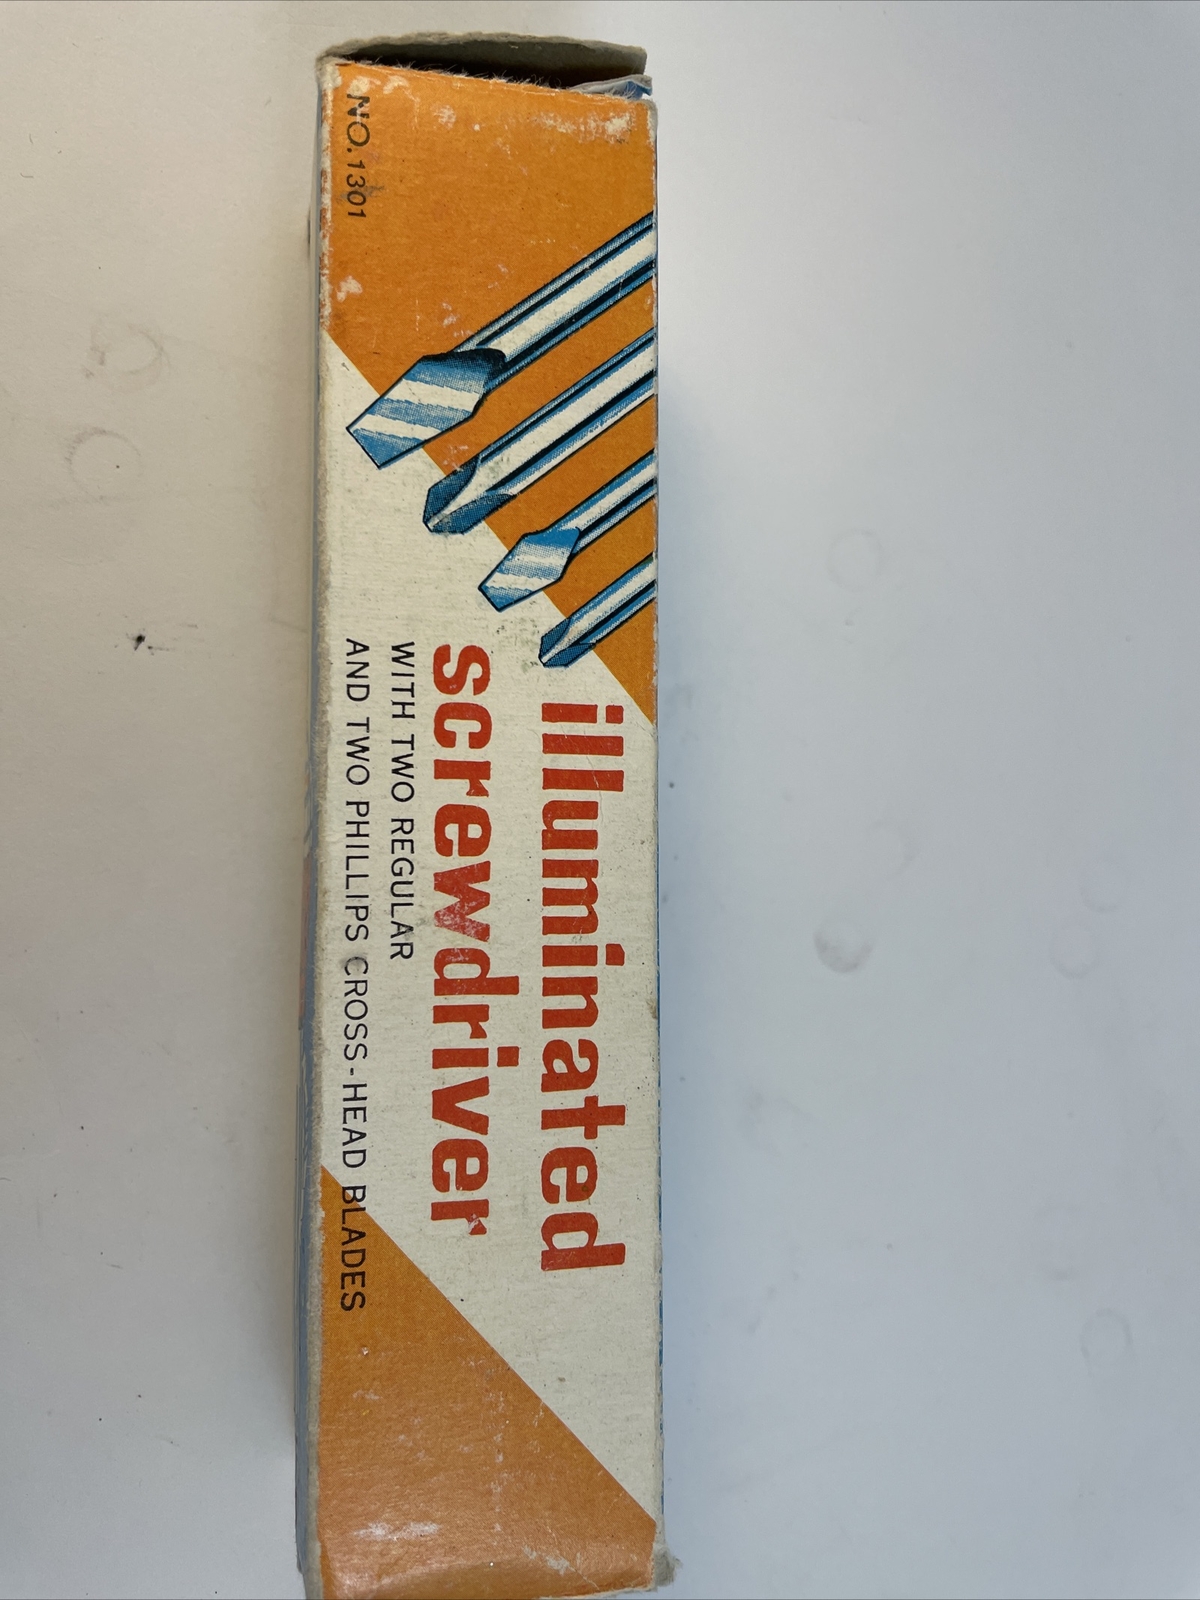 NO. 1301
illuminated
screwdriver
WITH TWO REGULAR
AND TWO PHILLIPS CROSS-HEAD BLADES